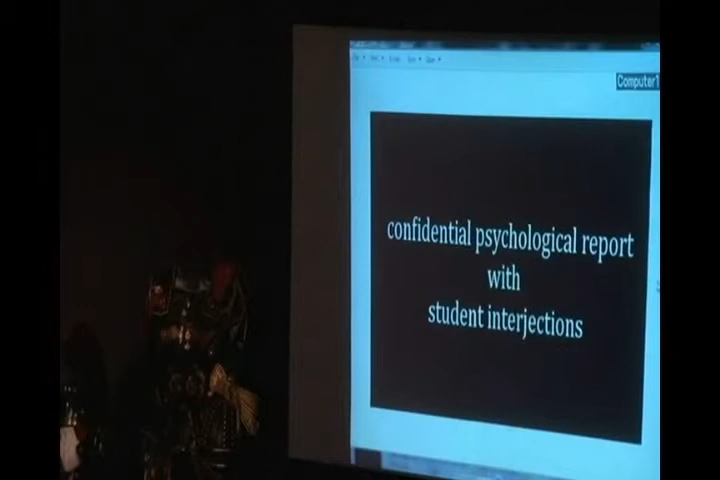 Computer1
confidential psychological report
with
student interjections